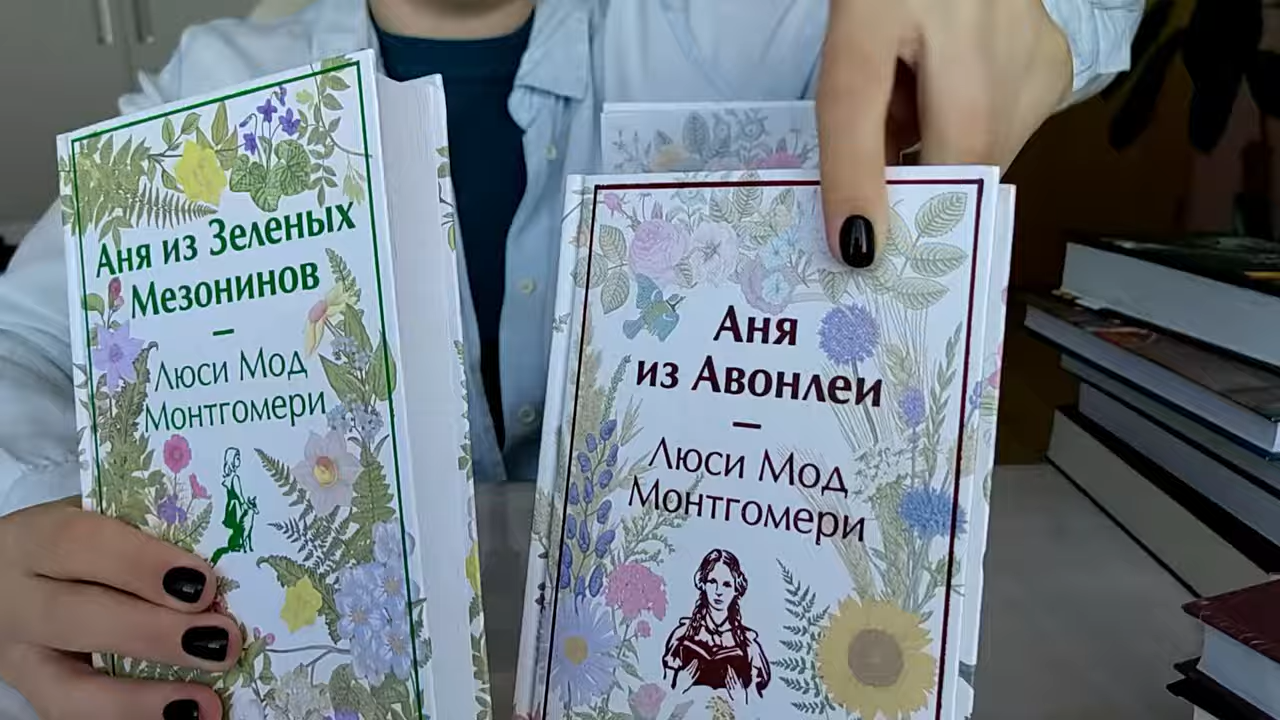 Аня из Зеленых
Мезонинов
–
Люси Мод
Монтгомери
Аня
из Авонлеи
–
Люси Мод
Монтгомери